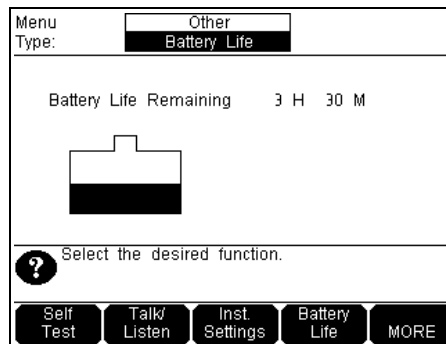 Menu Other
Type: Battery Life
Battery Life Remaining 3 H 30 M
? Select the desired function.
Self Test Talk/ Listen Inst. Settings Battery Life MORE